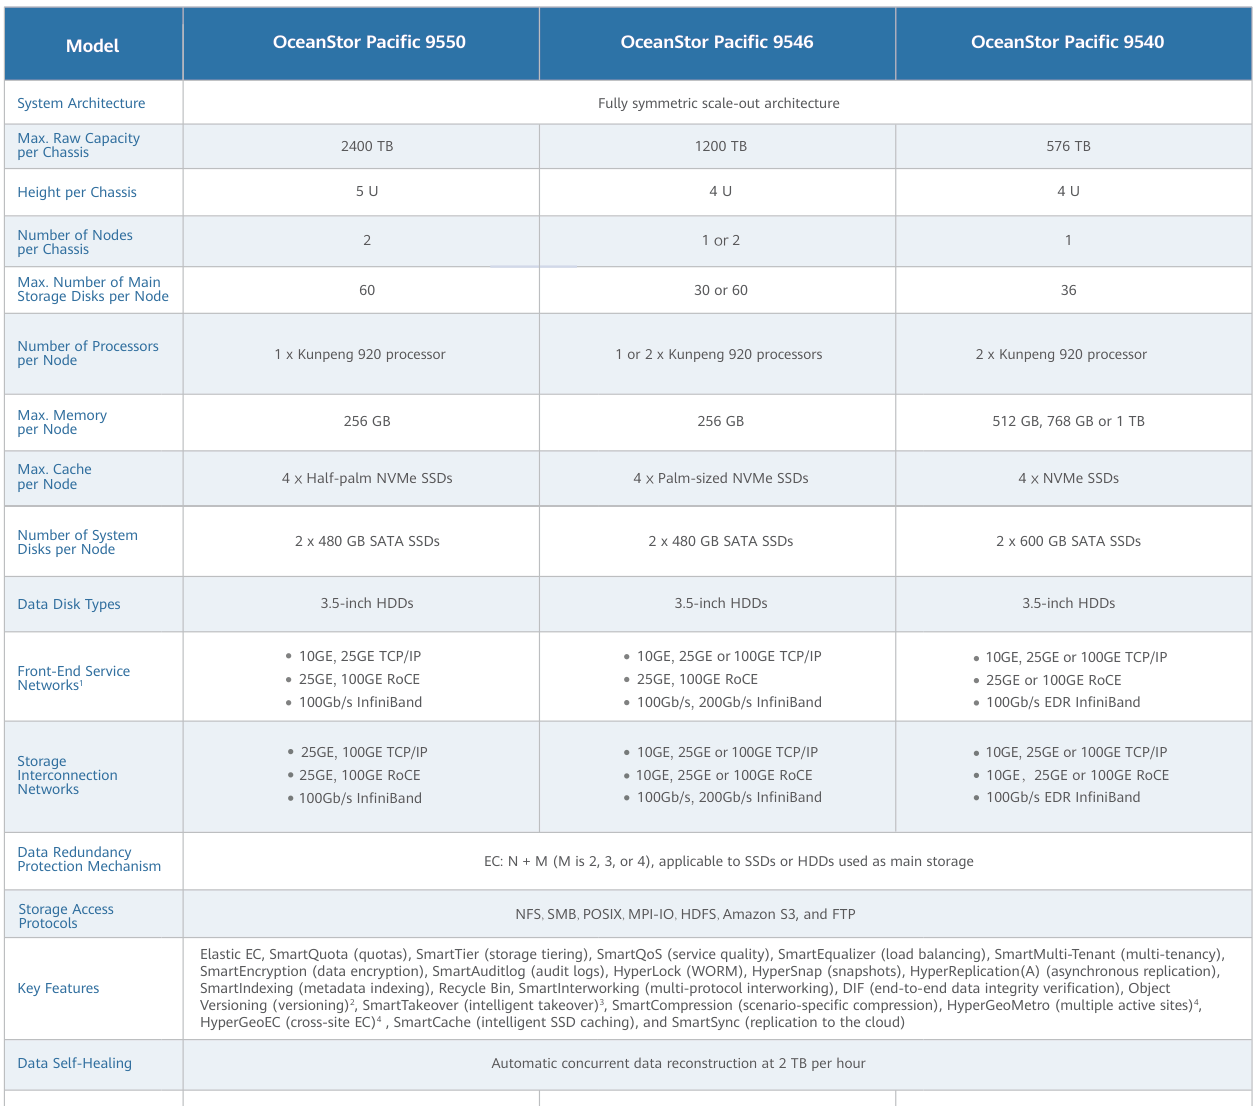 Model
OceanStor Pacific 9550
OceanStor Pacific 9546
OceanStor Pacific 9540
System Architecture
Fully symmetric scale-out architecture
Max. Raw Capacity
per Chassis
2400 TB
1200 TB
576 TB
Height per Chassis
5 U
4 U
4 U
Number of Nodes
per Chassis
2
1 or 2
1
Max. Number of Main
Storage Disks per Node
60
30 or 60
36
Number of Processors
per Node
1 x Kunpeng 920 processor
1 or 2 x Kunpeng 920 processors
2 x Kunpeng 920 processor
Max. Memory
per Node
256 GB
256 GB
512 GB, 768 GB or 1 TB
Max. Cache
per Node
4 x Half-palm NVMe SSDs
4 x Palm-sized NVMe SSDs
4 x NVMe SSDs
Number of System
Disks per Node
2 x 480 GB SATA SSDs
2 x 480 GB SATA SSDs
2 x 600 GB SATA SSDs
Data Disk Types
3.5-inch HDDs
3.5-inch HDDs
3.5-inch HDDs
Front-End Service
Networks¹
• 10GE, 25GE TCP/IP
• 25GE, 100GE RoCE
• 100Gb/s InfiniBand
• 10GE, 25GE or 100GE TCP/IP
• 25GE, 100GE RoCE
• 100Gb/s, 200Gb/s InfiniBand
• 10GE, 25GE or 100GE TCP/IP
• 25GE or 100GE RoCE
• 100Gb/s EDR InfiniBand
Storage
Interconnection
Networks
• 25GE, 100GE TCP/IP
• 25GE, 100GE RoCE
• 100Gb/s InfiniBand
• 10GE, 25GE or 100GE TCP/IP
• 10GE, 25GE or 100GE RoCE
• 100Gb/s, 200Gb/s InfiniBand
• 10GE, 25GE or 100GE TCP/IP
• 10GE，25GE or 100GE RoCE
• 100Gb/s EDR InfiniBand
Data Redundancy
Protection Mechanism
EC: N + M (M is 2, 3, or 4), applicable to SSDs or HDDs used as main storage
Storage Access
Protocols
NFS, SMB, POSIX, MPI-IO, HDFS, Amazon S3, and FTP
Key Features
Elastic EC, SmartQuota (quotas), SmartTier (storage tiering), SmartQoS (service quality), SmartEqualizer (load balancing), SmartMulti-Tenant (multi-tenancy),
SmartEncryption (data encryption), SmartAuditlog (audit logs), HyperLock (WORM), HyperSnap (snapshots), HyperReplication(A) (asynchronous replication),
SmartIndexing (metadata indexing), Recycle Bin, SmartInterworking (multi-protocol interworking), DIF (end-to-end data integrity verification), Object
Versioning (versioning)², SmartTakeover (intelligent takeover)³, SmartCompression (scenario-specific compression), HyperGeoMetro (multiple active sites)⁴,
HyperGeoEC (cross-site EC)⁴ , SmartCache (intelligent SSD caching), and SmartSync (replication to the cloud)
Data Self-Healing
Automatic concurrent data reconstruction at 2 TB per hour